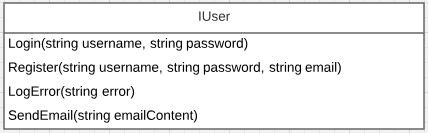 IUser
Login(string username, string password)
Register(string username, string password, string email)
LogError(string error)
SendEmail(string emailContent)